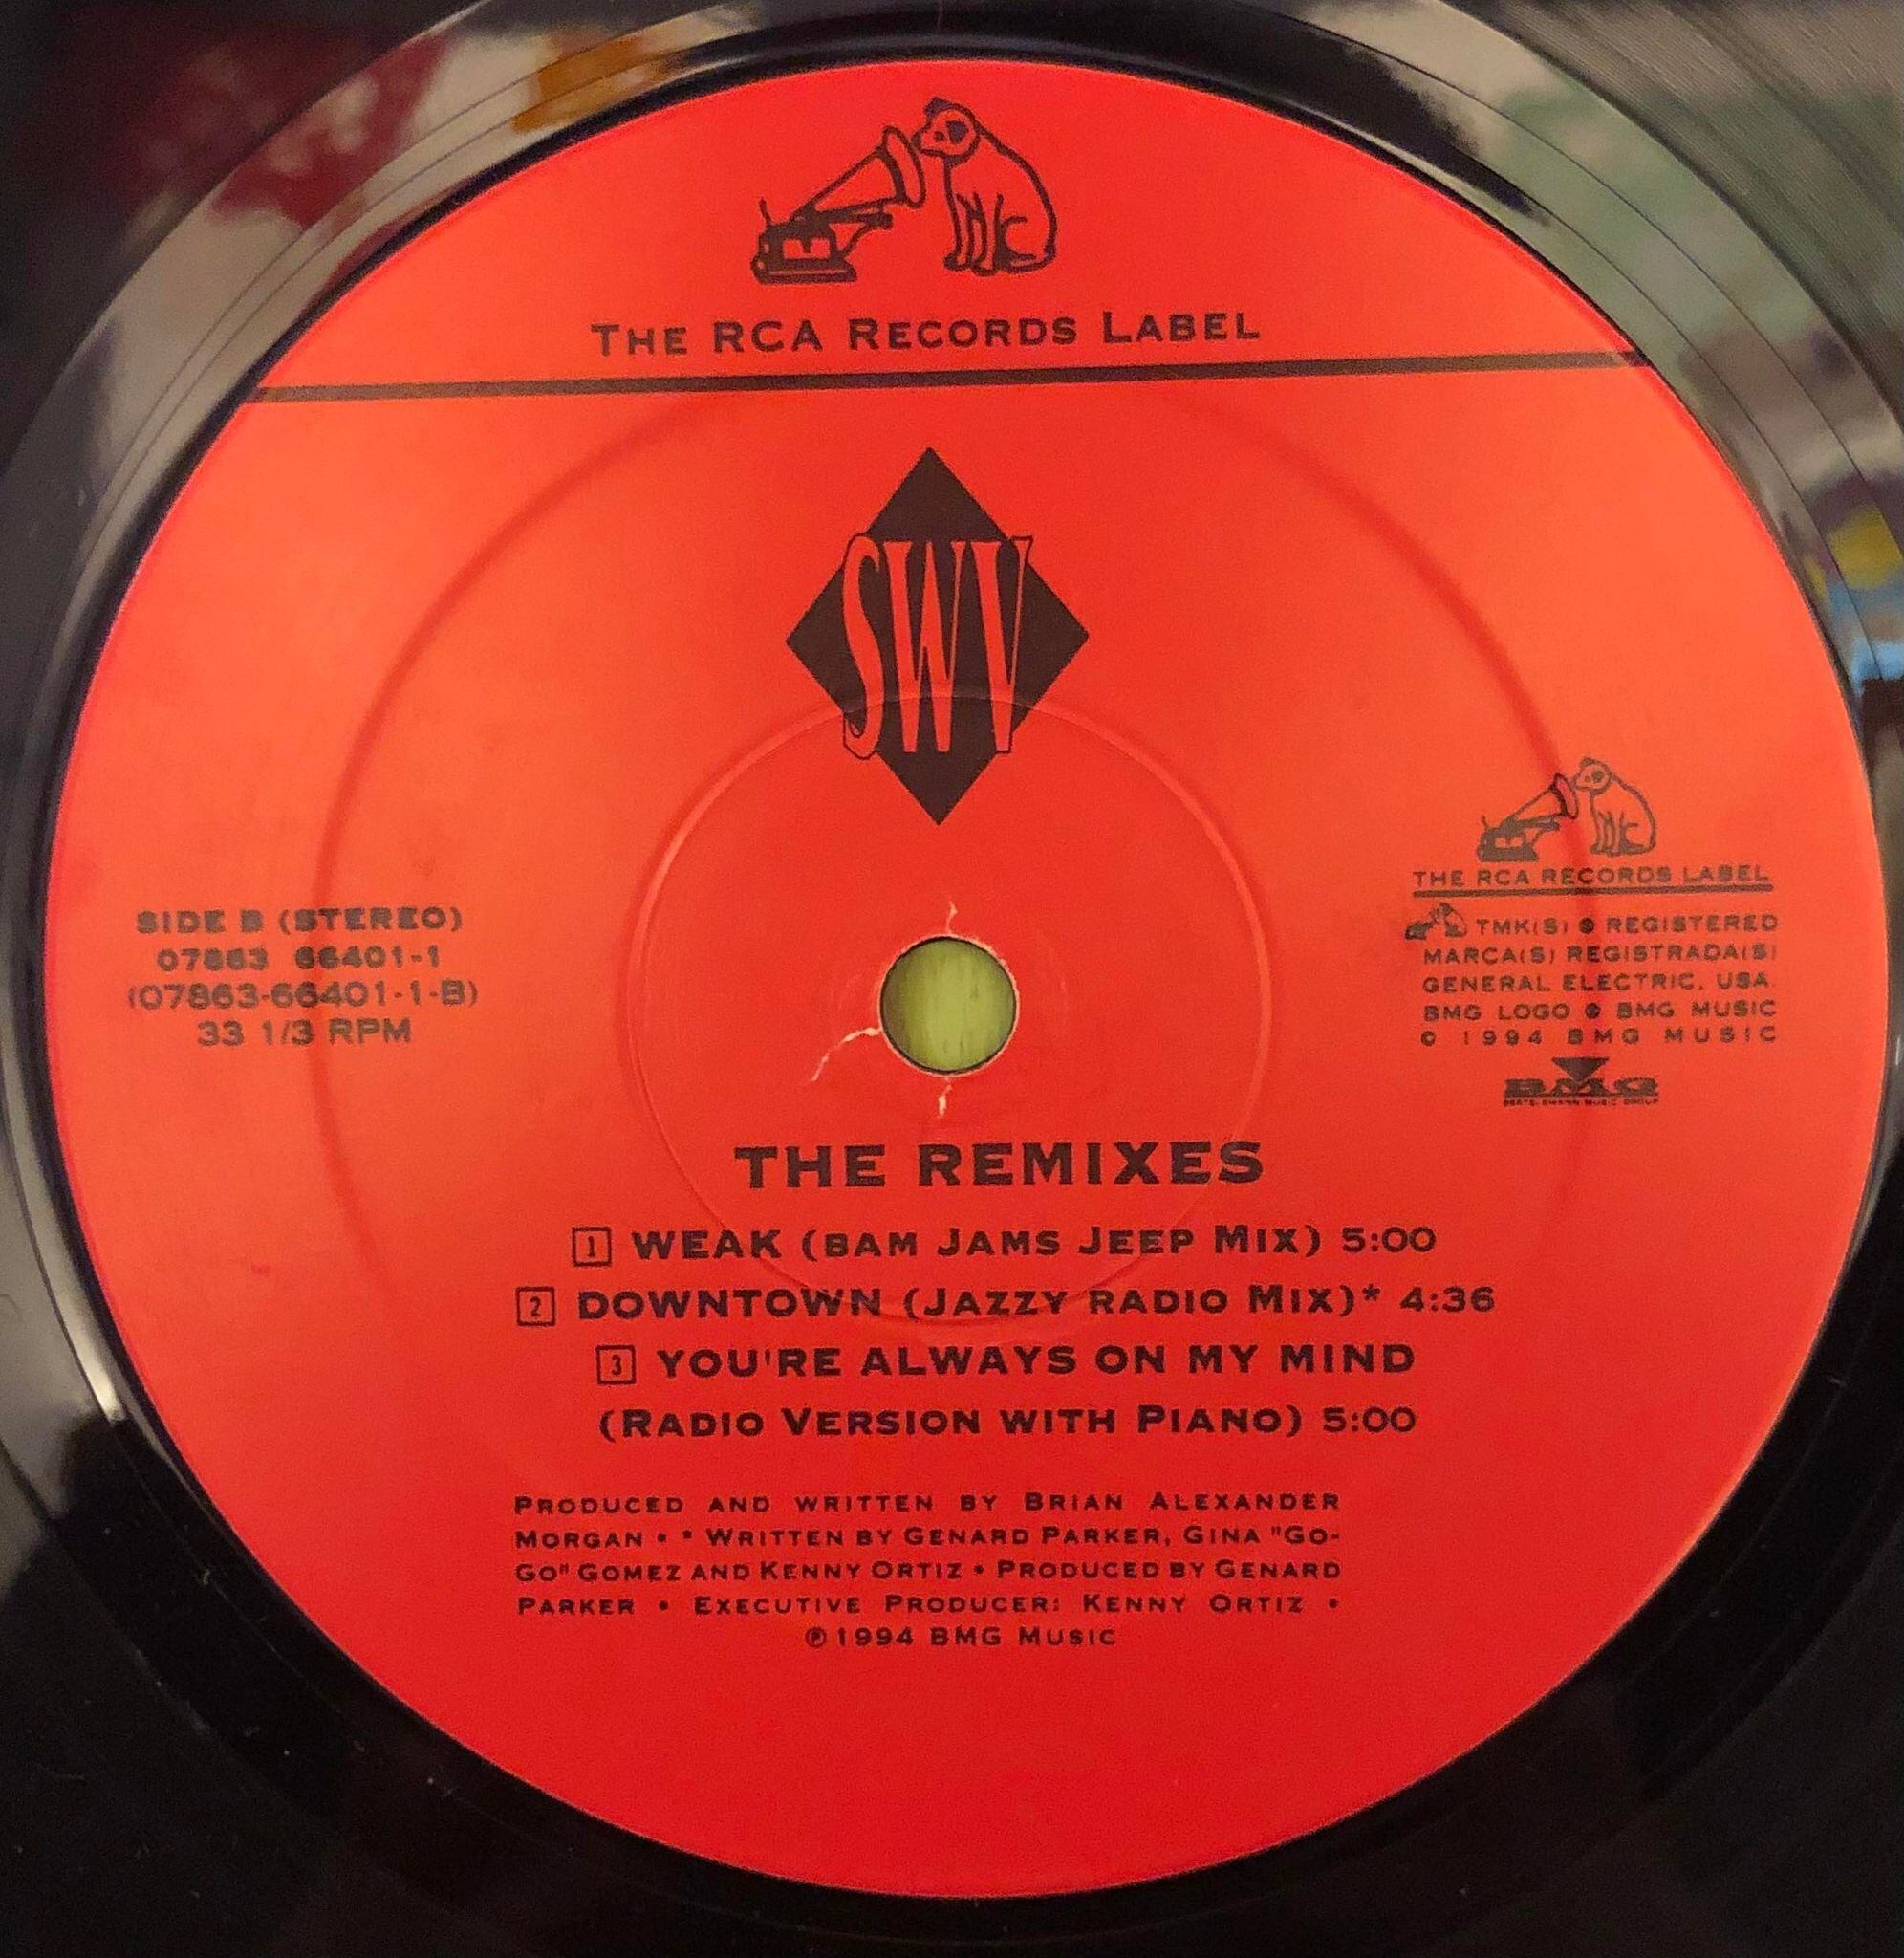 THE RCA RECORDS LABEL
SWV
SIDE B (STEREO)
07863 66401-1
(07863-66401-1-B)
33 1/3 RPM
THE RCA RECORDS LABEL
TMK(S) ® REGISTERED
MARCA(S) REGISTRADA(S)
GENERAL ELECTRIC, USA.
BMG LOGO ® BMG MUSIC
© 1994 BMG MUSIC
BMG
BERTELSMANN MUSIC GROUP
THE REMIXES
1 WEAK (BAM JAMS JEEP MIX) 5:00
2 DOWNTOWN (JAZZY RADIO MIX)* 4:36
3 YOU'RE ALWAYS ON MY MIND
(RADIO VERSION WITH PIANO) 5:00
PRODUCED AND WRITTEN BY BRIAN ALEXANDER
MORGAN • * WRITTEN BY GENARD PARKER, GINA "GO-
GO" GOMEZ AND KENNY ORTIZ • PRODUCED BY GENARD
PARKER • EXECUTIVE PRODUCER: KENNY ORTIZ •
℗ 1994 BMG MUSIC